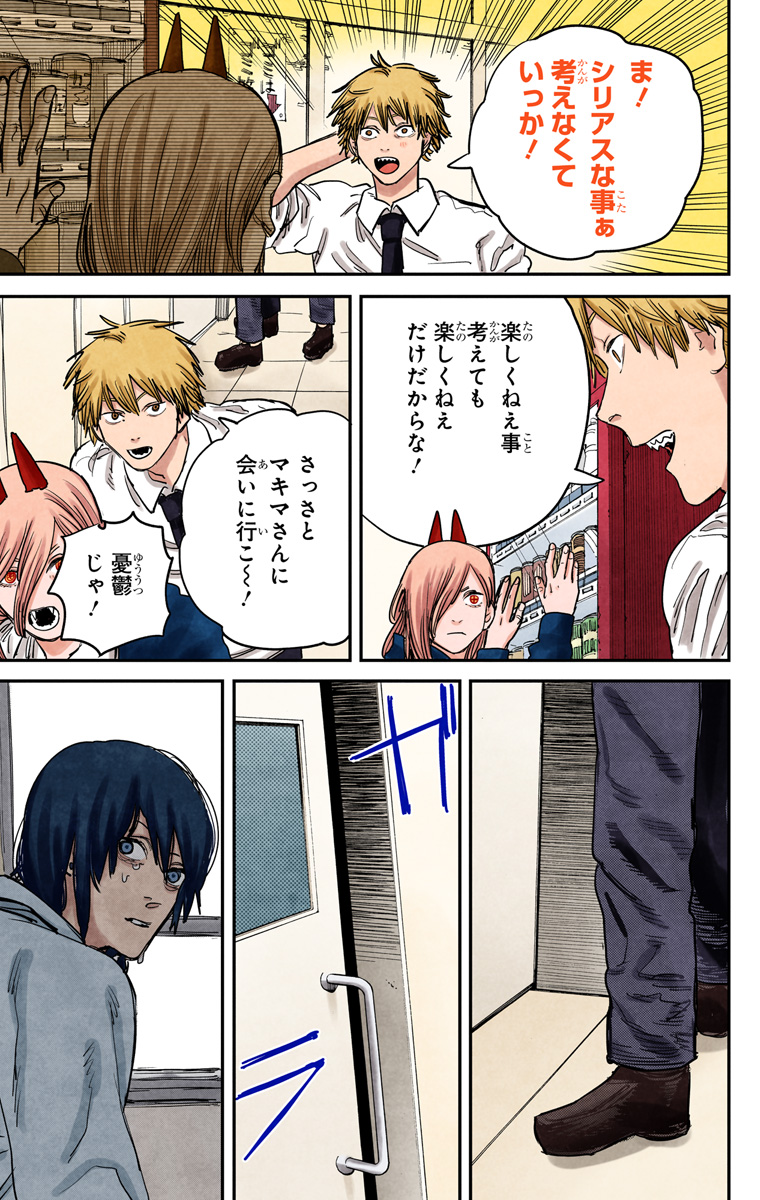 ま!
シリアスな事ぁ
考えなくて
いっか!
楽しくねえ事
考えても
楽しくねえ
だけだからな!
さっさと
マキマさんに
会いに行こ〜!
憂鬱
じゃ!
ガ
ラ